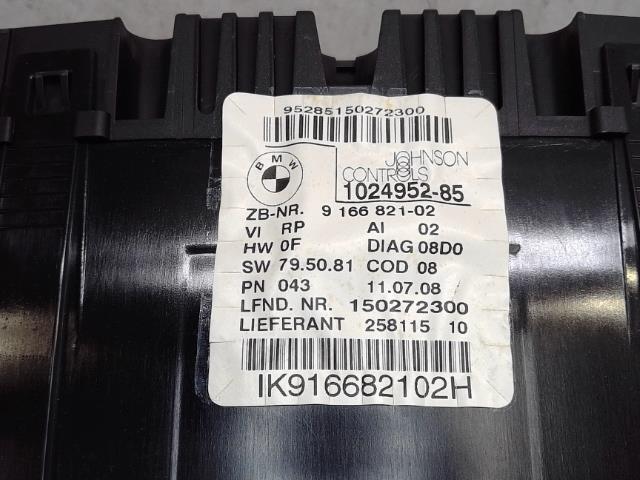 95285150272300
BMW
JOHNSON
CONTROLS
1024952-85
ZB-NR. 9 166 821-02
VI RP AI 02
HW 0F DIAG 08D0
SW 79.50.81 COD 08
PN 043 11.07.08
LFND. NR. 150272300
LIEFERANT 258115 10
IK916682102H